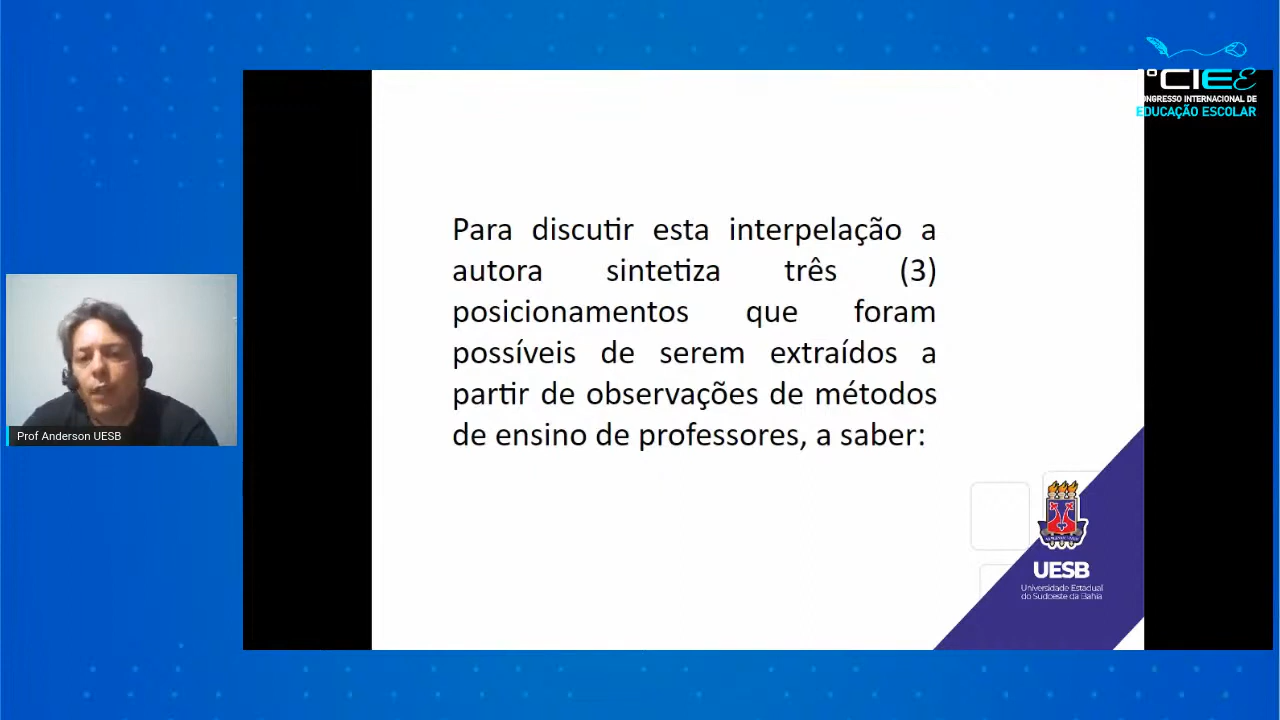 CIEE
CONGRESSO INTERNACIONAL DE
EDUCAÇÃO ESCOLAR
Para discutir esta interpelação a
autora sintetiza três (3)
posicionamentos que foram
possíveis de serem extraídos a
partir de observações de métodos
de ensino de professores, a saber:
Prof Anderson UESB
UESB
Universidade Estadual
do Sudoeste da Bahia